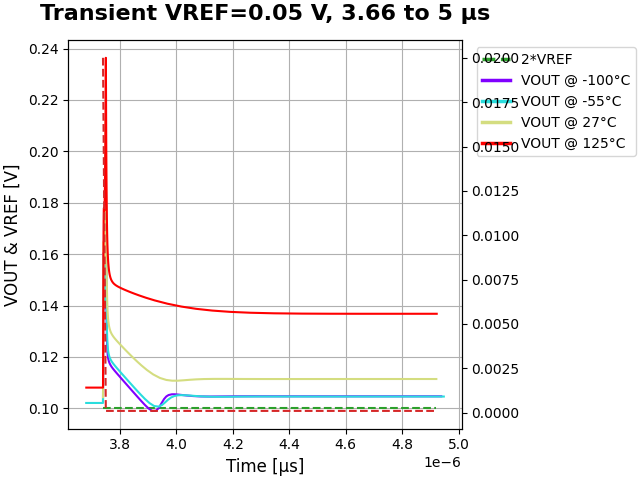 Transient VREF=0.05 V, 3.66 to 5 µs
VOUT & VREF [V]
0.24
0.22
0.20
0.18
0.16
0.14
0.12
0.10
3.8
4.0
4.2
4.4
4.6
4.8
5.0
1e−6
Time [µs]
0.0200
0.0175
0.0150
0.0125
0.0100
0.0075
0.0050
0.0025
0.0000
2*VREF
VOUT @ -100°C
VOUT @ -55°C
VOUT @ 27°C
VOUT @ 125°C